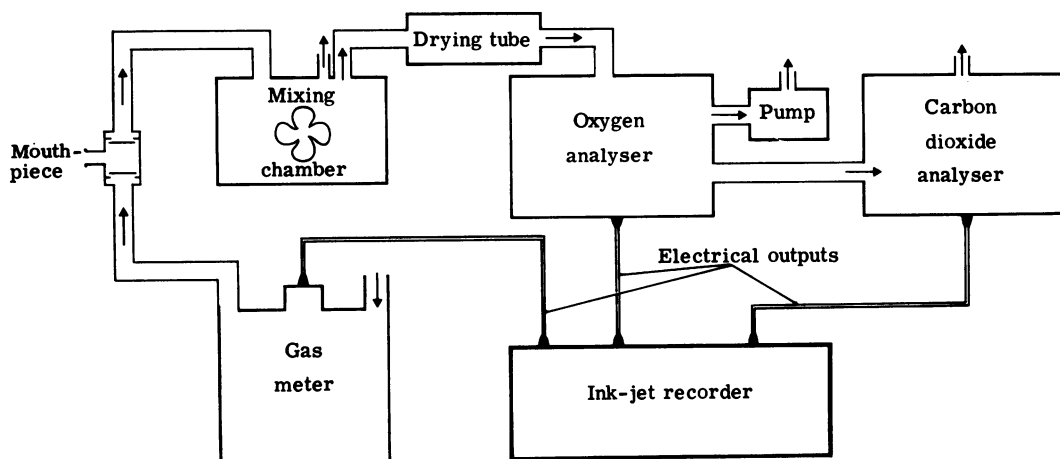 Drying tube
Mixing
chamber
Mouth-
piece
Oxygen
analyser
Pump
Carbon
dioxide
analyser
Electrical outputs
Gas
meter
Ink-jet recorder